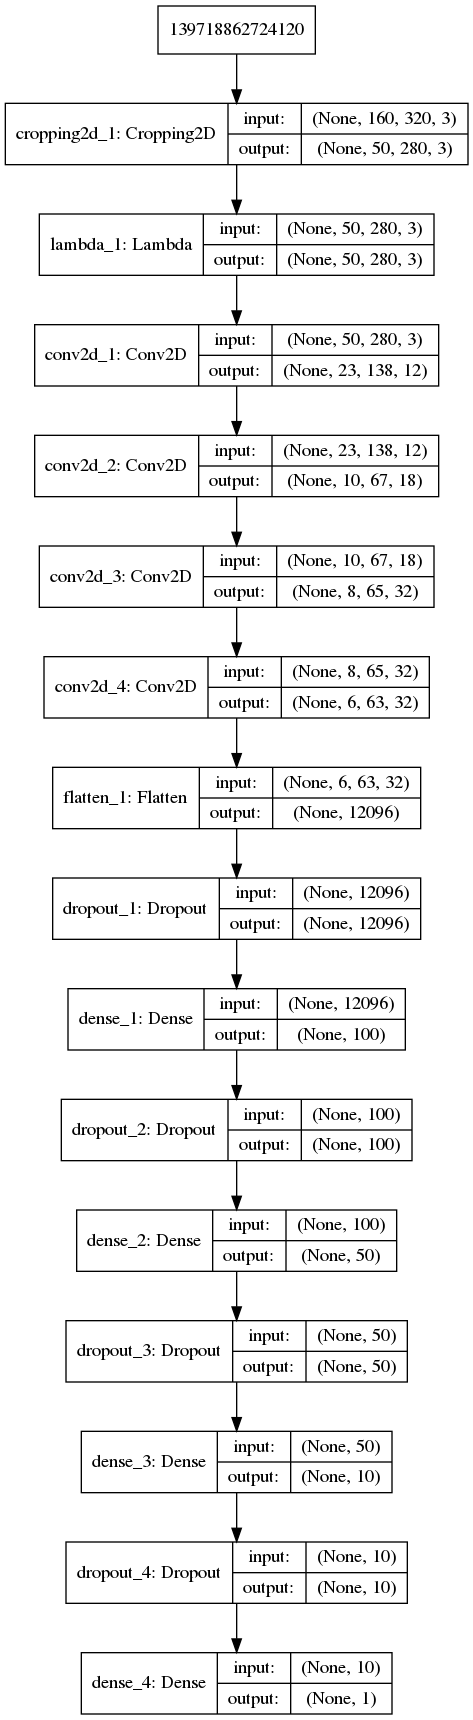 139718862724120
cropping2d_1: Cropping2D
input: (None, 160, 320, 3)
output: (None, 50, 280, 3)
lambda_1: Lambda
input: (None, 50, 280, 3)
output: (None, 50, 280, 3)
conv2d_1: Conv2D
input: (None, 50, 280, 3)
output: (None, 23, 138, 12)
conv2d_2: Conv2D
input: (None, 23, 138, 12)
output: (None, 10, 67, 18)
conv2d_3: Conv2D
input: (None, 10, 67, 18)
output: (None, 8, 65, 32)
conv2d_4: Conv2D
input: (None, 8, 65, 32)
output: (None, 6, 63, 32)
flatten_1: Flatten
input: (None, 6, 63, 32)
output: (None, 12096)
dropout_1: Dropout
input: (None, 12096)
output: (None, 12096)
dense_1: Dense
input: (None, 12096)
output: (None, 100)
dropout_2: Dropout
input: (None, 100)
output: (None, 100)
dense_2: Dense
input: (None, 100)
output: (None, 50)
dropout_3: Dropout
input: (None, 50)
output: (None, 50)
dense_3: Dense
input: (None, 50)
output: (None, 10)
dropout_4: Dropout
input: (None, 10)
output: (None, 10)
dense_4: Dense
input: (None, 10)
output: (None, 1)